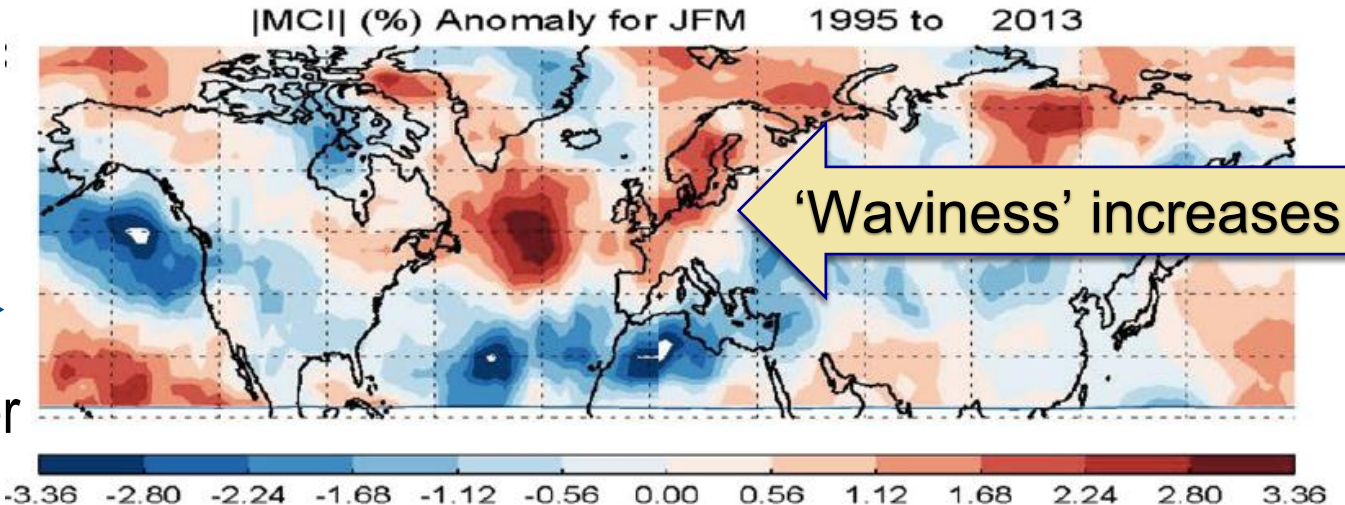 |MCI| (%) Anomaly for JFM 1995 to 2013
:
‘Waviness’ increases
r
-3.36 -2.80 -2.24 -1.68 -1.12 -0.56 0.00 0.56 1.12 1.68 2.24 2.80 3.36